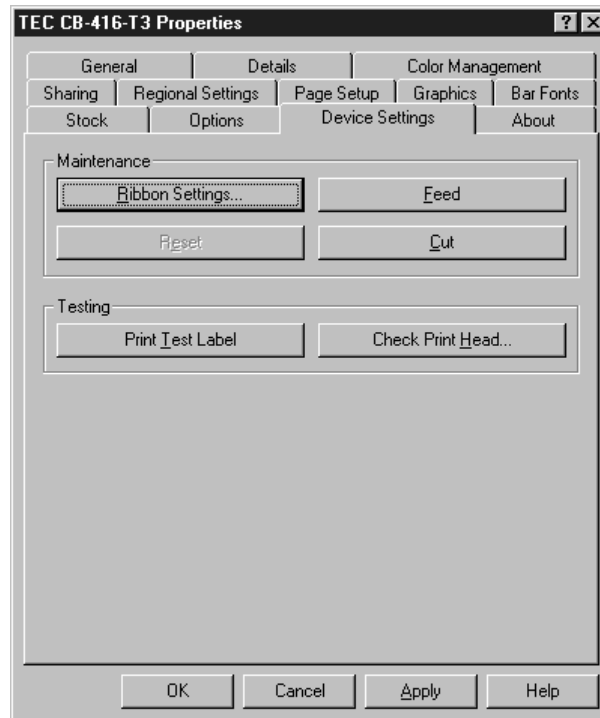 TEC CB-416-T3 Properties
General Details Color Management
Sharing Regional Settings Page Setup Graphics Bar Fonts
Stock Options Device Settings About
Maintenance
Ribbon Settings... Feed
Reset Cut
Testing
Print Test Label Check Print Head...
OK Cancel Apply Help